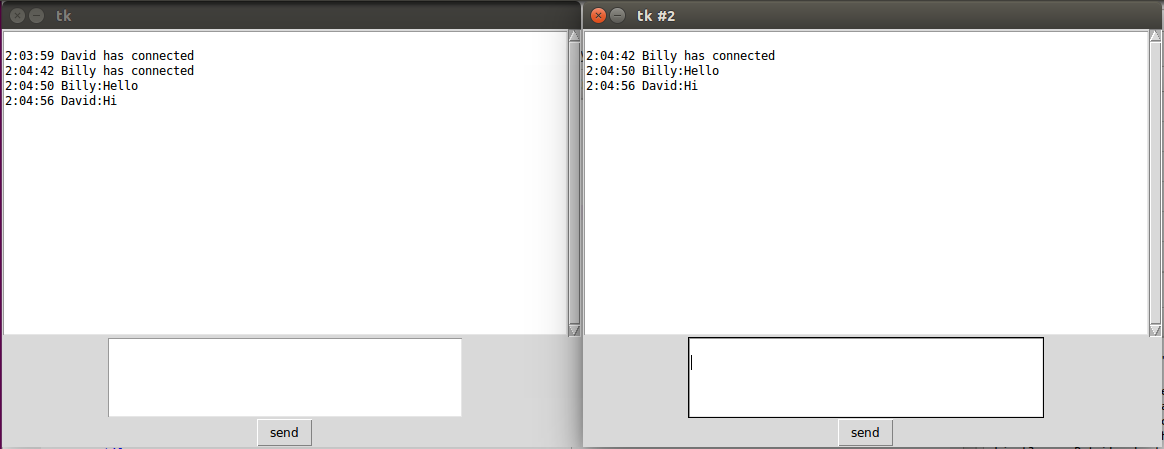 tk
2:03:59 David has connected
2:04:42 Billy has connected
2:04:50 Billy:Hello
2:04:56 David:Hi
send
tk #2
2:04:42 Billy has connected
2:04:50 Billy:Hello
2:04:56 David:Hi
send